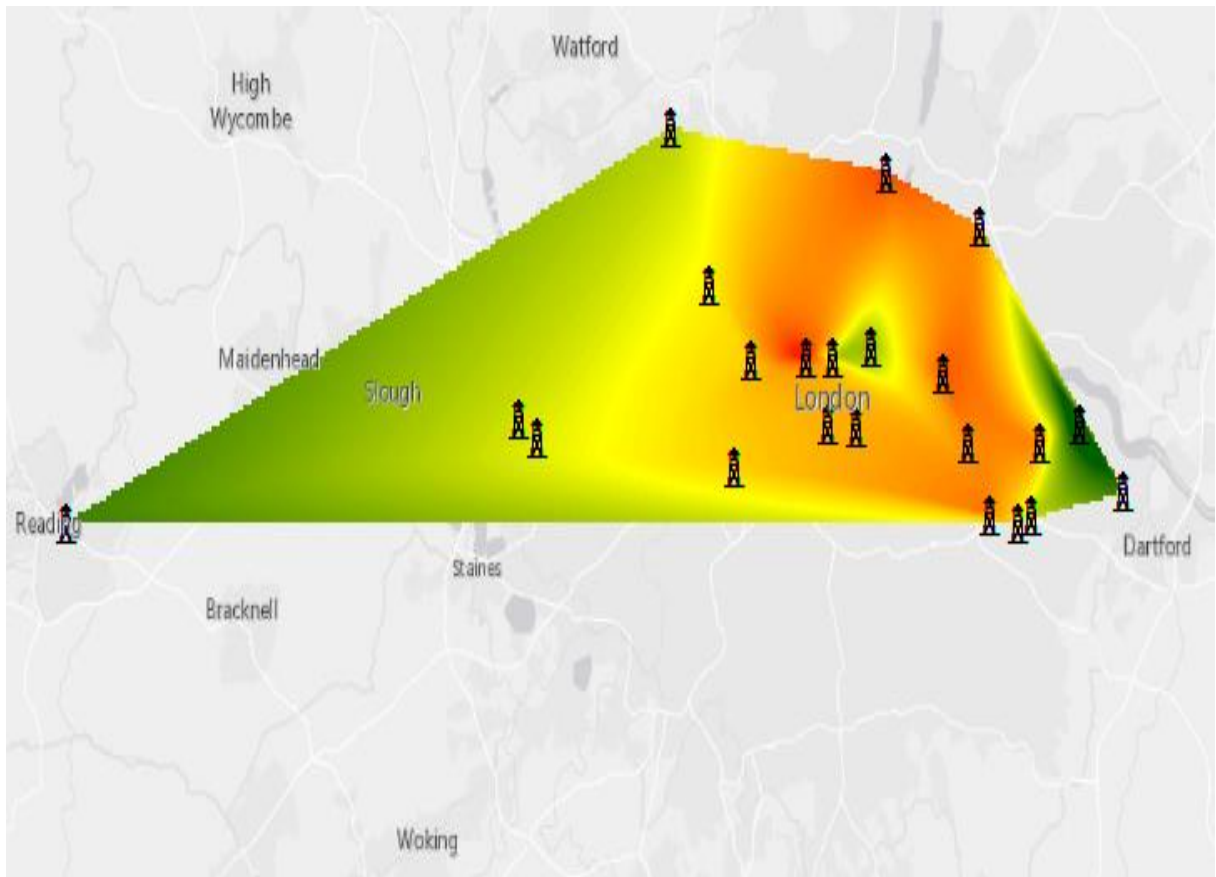 Watford
High
Wycombe
Maidenhead
Slough
London
Reading
Staines
Dartford
Bracknell
Woking